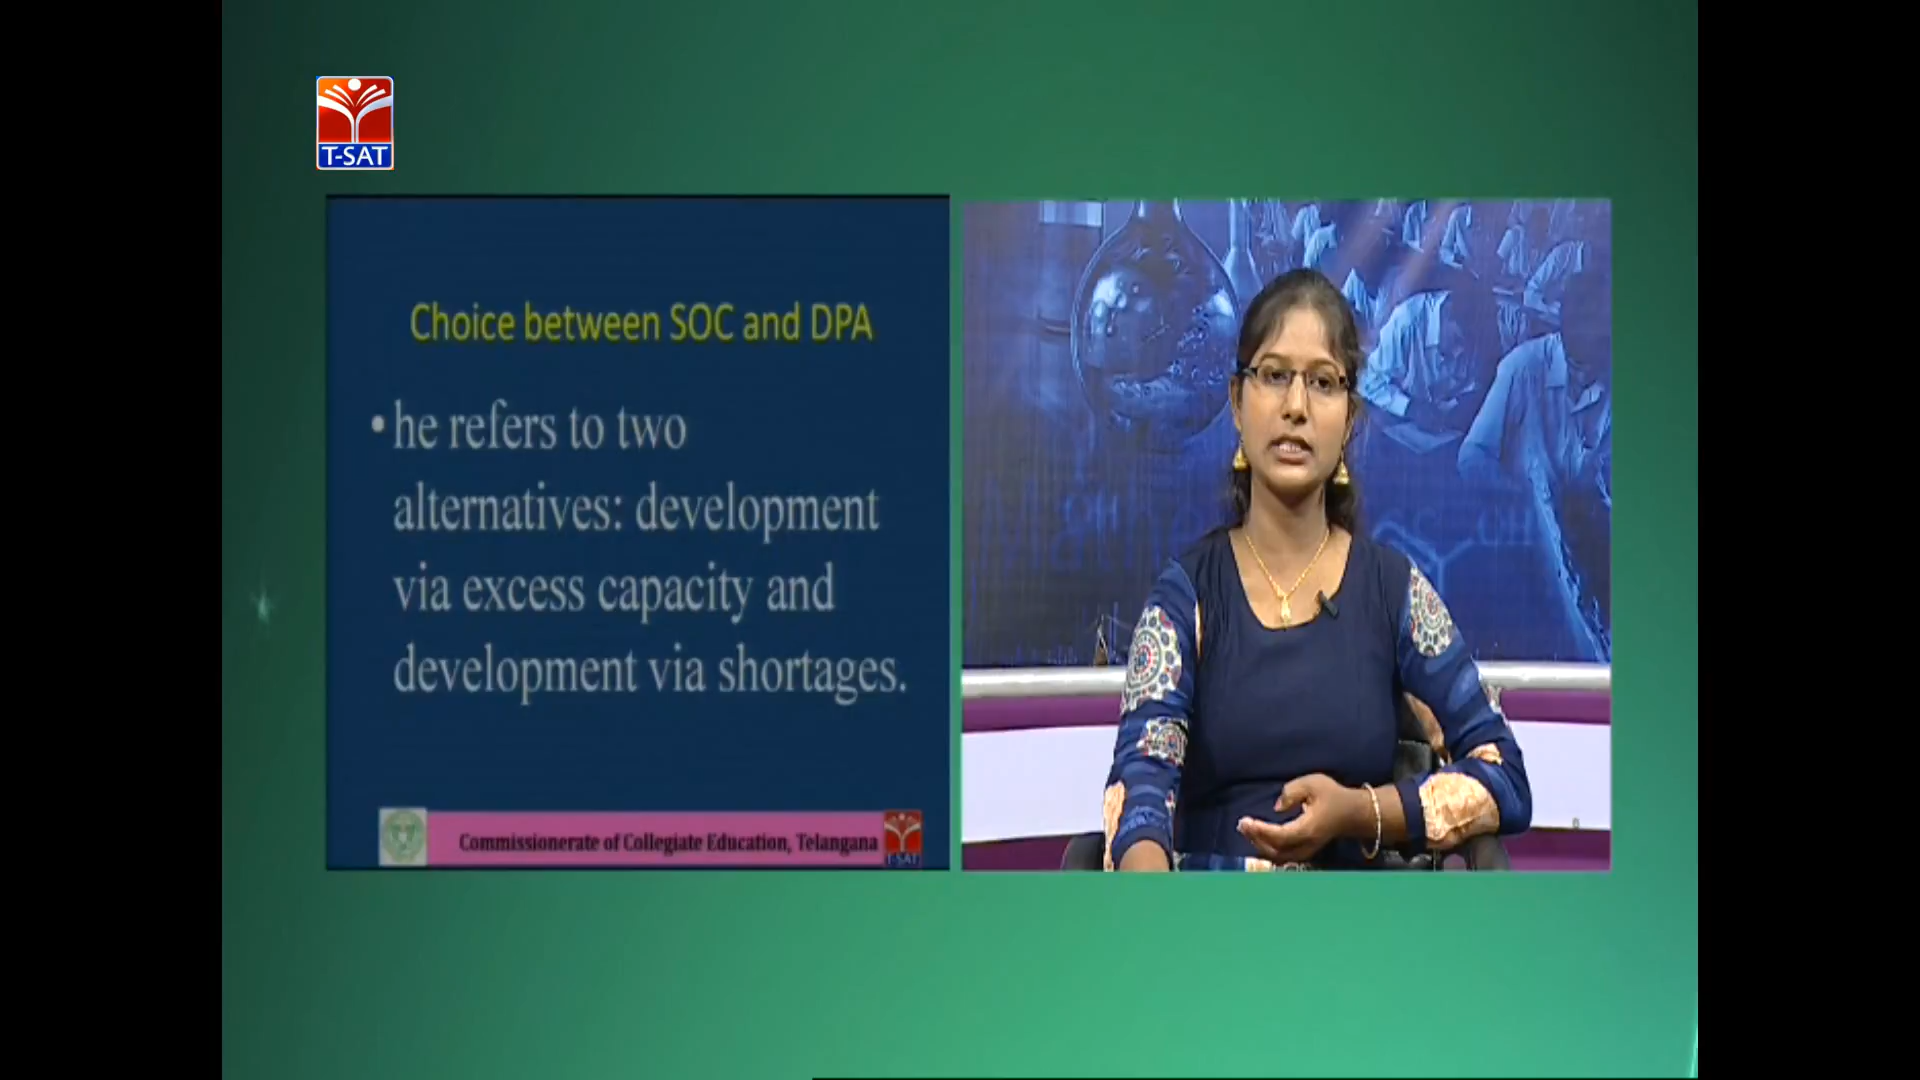 T-SAT
Choice between SOC and DPA
• he refers to two
alternatives: development
via excess capacity and
development via shortages.
Commissionerate of Collegiate Education, Telangana
T-SAT